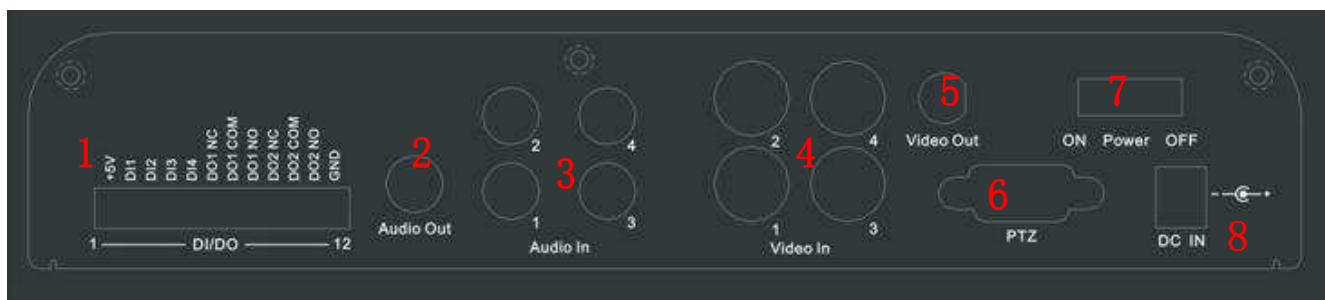 1
+5V
DI1
DI2
DI3
DI4
DO1 NC
DO1 COM
DO1 NO
DO2 NC
DO2 COM
DO2 NO
GND
1 DI/DO 12
2
Audio Out
2 4
3
1 3
Audio In
2 4
4
1 3
Video In
5
Video Out
6
PTZ
7
ON Power OFF
- +
DC IN
8